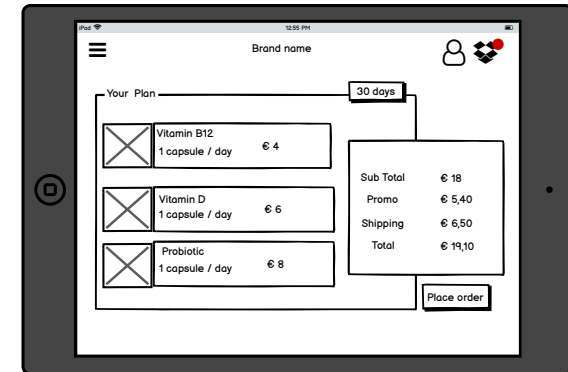 iPad 12:55 PM
Brand name
Your Plan
30 days
Vitamin B12
1 capsule / day € 4
Vitamin D
1 capsule / day € 6
Probiotic
1 capsule / day € 8
Sub Total € 18
Promo € 5,40
Shipping € 6,50
Total € 19,10
Place order